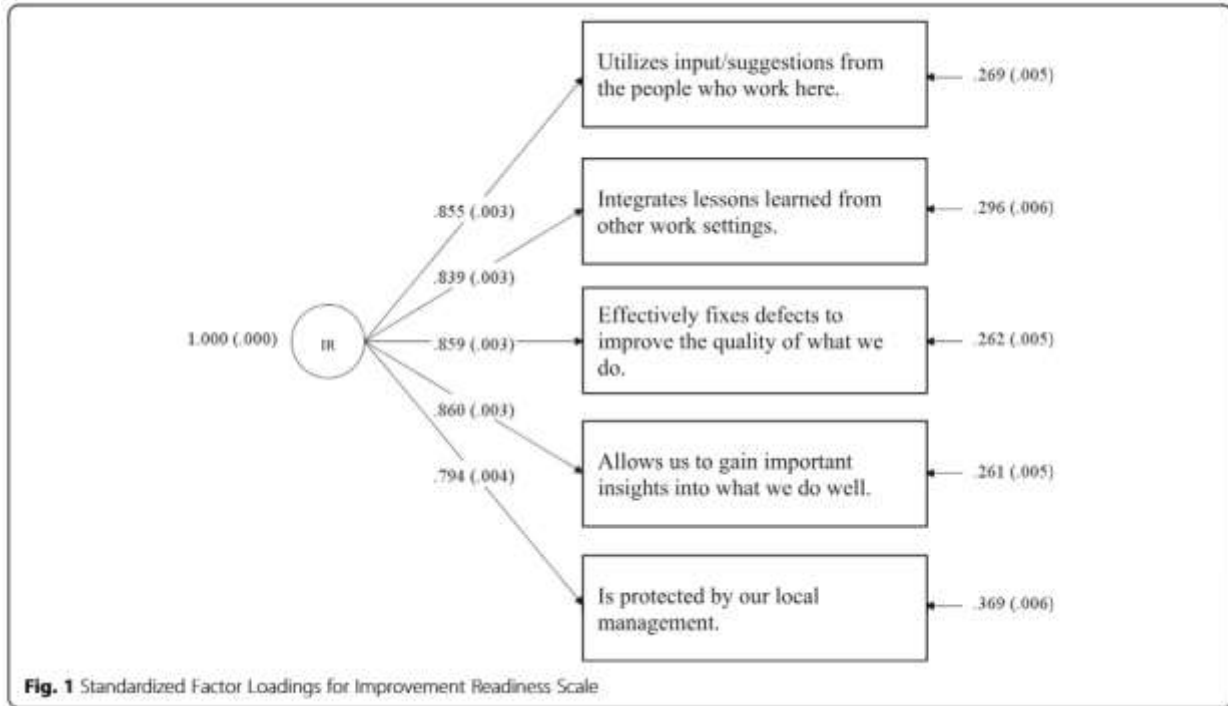 Utilizes input/suggestions from
the people who work here.
.269 (.005)
.855 (.003)
Integrates lessons learned from
other work settings.
.296 (.006)
.839 (.003)
1.000 (.000)
IR
.859 (.003)
Effectively fixes defects to
improve the quality of what we
do.
.262 (.005)
.860 (.003)
Allows us to gain important
insights into what we do well.
.261 (.005)
.794 (.004)
Is protected by our local
management.
.369 (.006)
Fig. 1 Standardized Factor Loadings for Improvement Readiness Scale